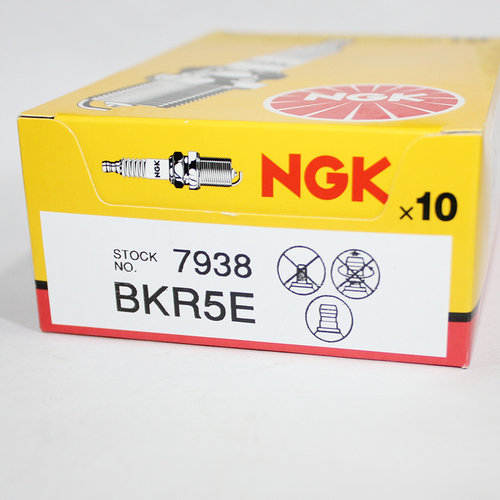 NGK
NGK ×10
STOCK NO. 7938
BKR5E